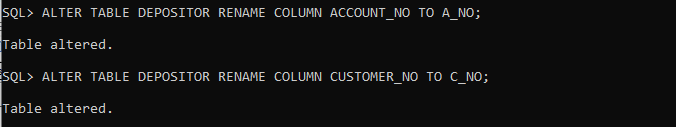 SQL> ALTER TABLE DEPOSITOR RENAME COLUMN ACCOUNT_NO TO A_NO;
Table altered.
SQL> ALTER TABLE DEPOSITOR RENAME COLUMN CUSTOMER_NO TO C_NO;
Table altered.